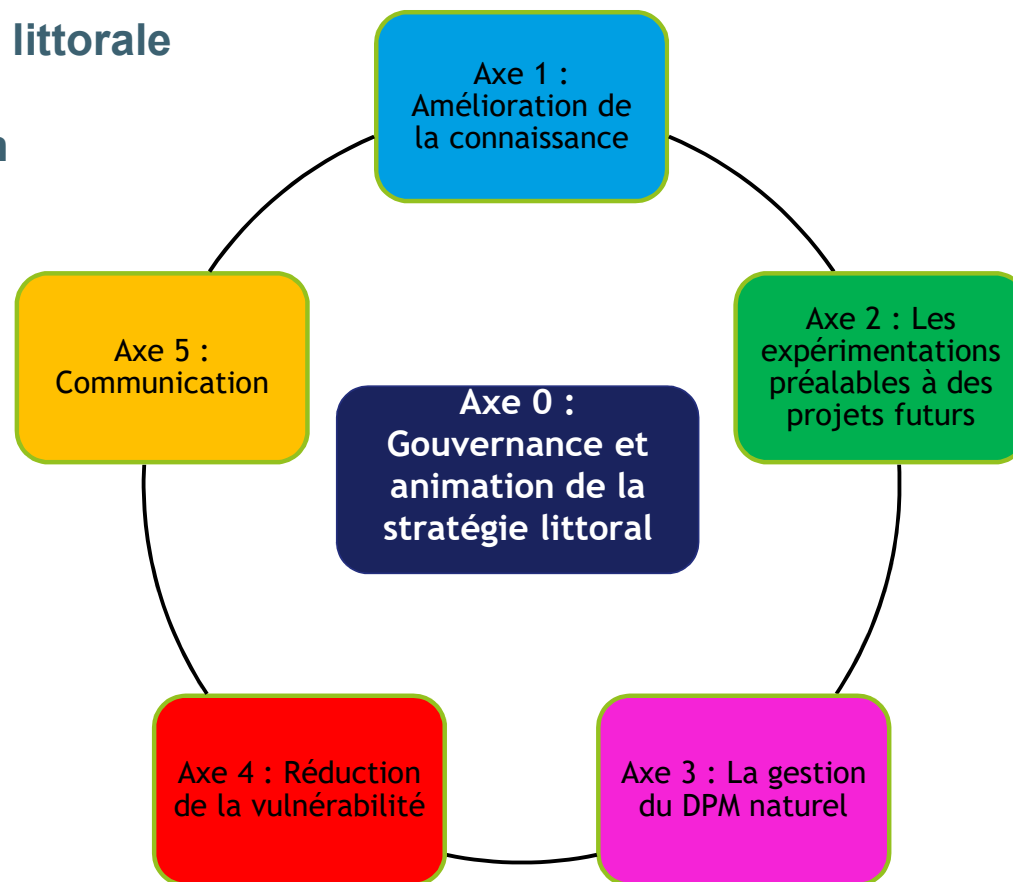 littorale
Axe 1 :
Amélioration de
la connaissance
Axe 2 : Les
expérimentations
préalables à des
projets futurs
Axe 5 :
Communication
Axe 0 :
Gouvernance et
animation de la
stratégie littoral
Axe 4 : Réduction
de la vulnérabilité
Axe 3 : La gestion
du DPM naturel